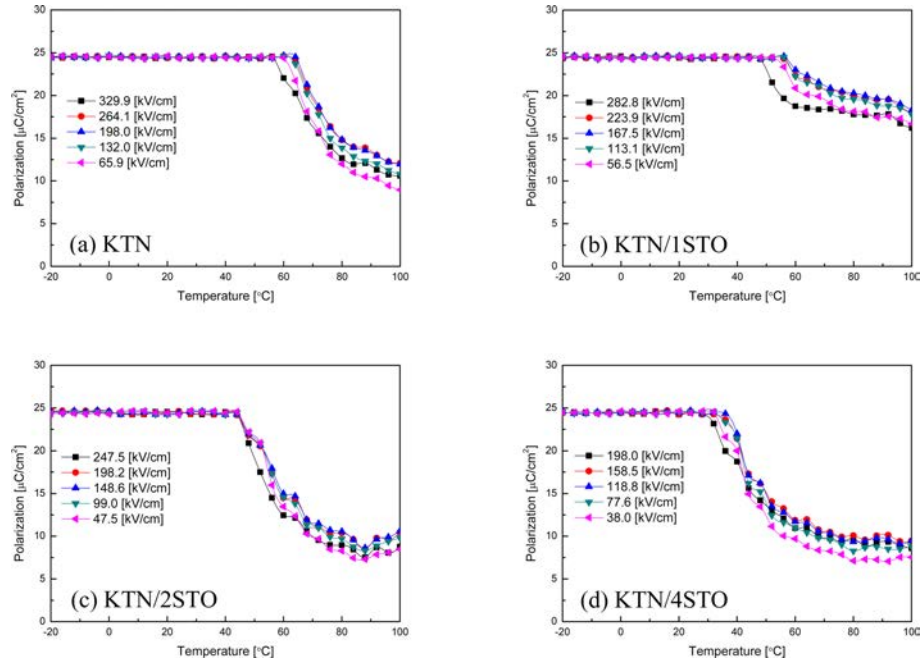 (a)
30
25
20
15
10
5
0
Polarization [μC/cm²]
329.9 [kV/cm]
264.1 [kV/cm]
198.0 [kV/cm]
132.0 [kV/cm]
65.9 [kV/cm]
(a) KTN
-20 0 20 40 60 80 100
Temperature [°C]
(b)
30
25
20
15
10
5
0
Polarization [μC/cm²]
282.8 [kV/cm]
223.9 [kV/cm]
167.5 [kV/cm]
113.1 [kV/cm]
56.5 [kV/cm]
(b) KTN/1STO
-20 0 20 40 60 80 100
Temperature [°C]
(c)
30
25
20
15
10
5
0
Polarization [μC/cm²]
247.5 [kV/cm]
198.2 [kV/cm]
148.6 [kV/cm]
99.0 [kV/cm]
47.5 [kV/cm]
(c) KTN/2STO
-20 0 20 40 60 80 100
Temperature [°C]
(d)
30
25
20
15
10
5
0
Polarization [μC/cm²]
198.0 [kV/cm]
158.5 [kV/cm]
118.8 [kV/cm]
77.6 [kV/cm]
38.0 [kV/cm]
(d) KTN/4STO
-20 0 20 40 60 80 100
Temperature [°C]